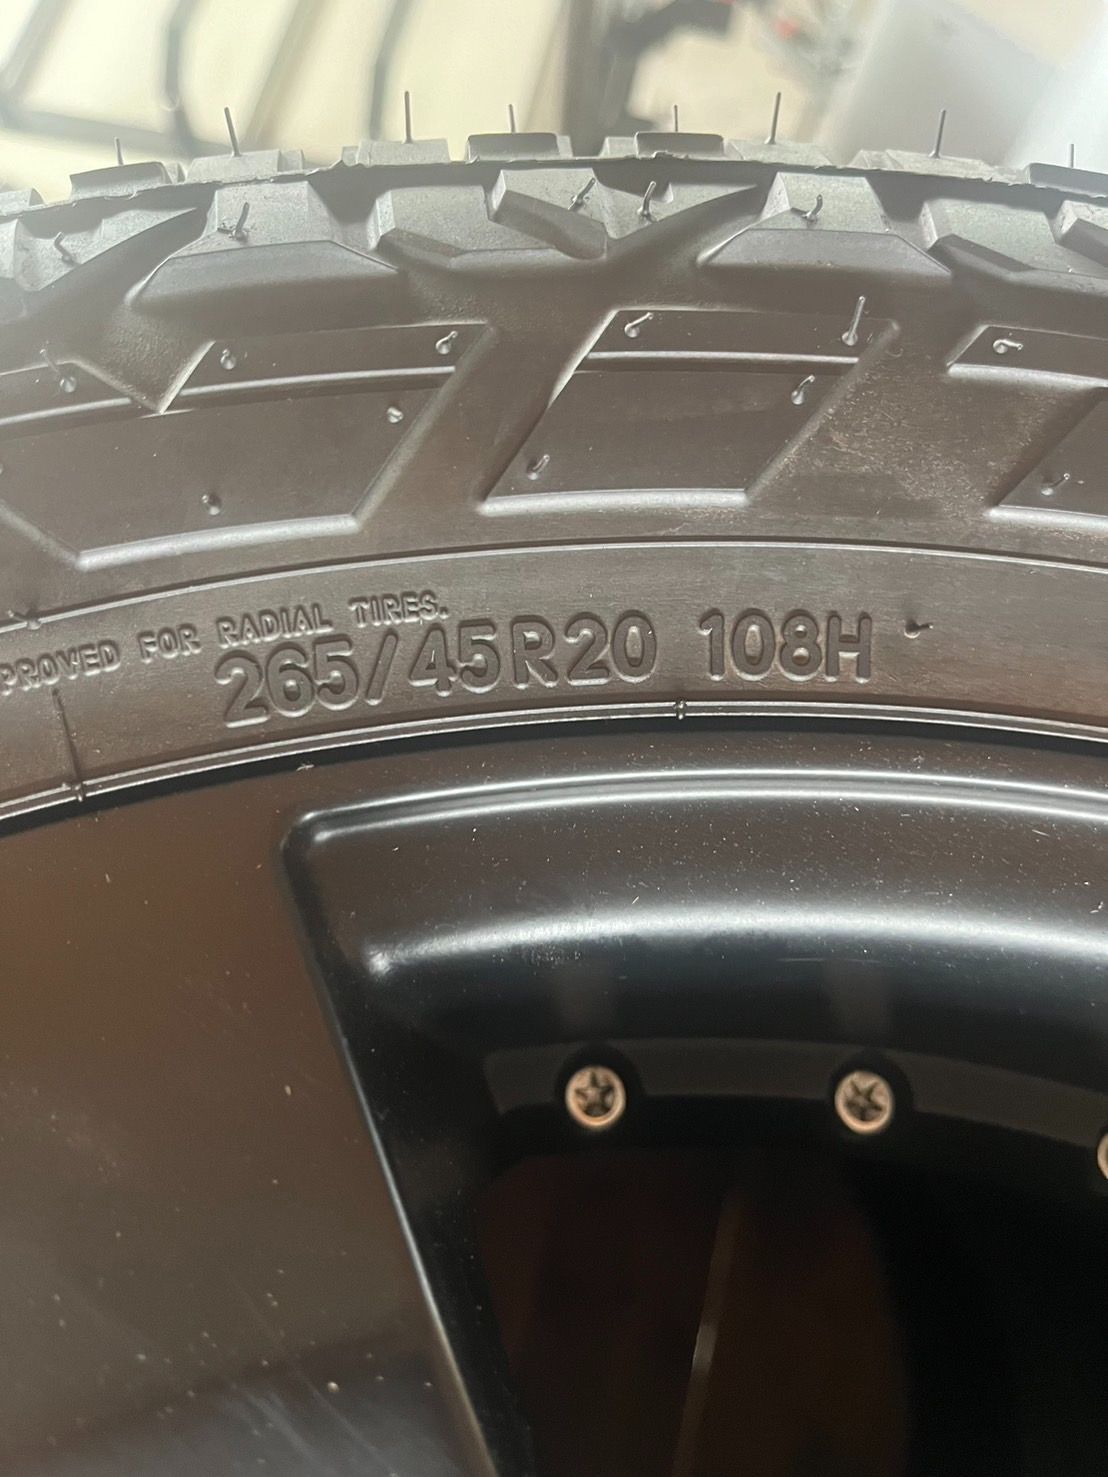 PROVED FOR RADIAL TIRES.
265/45R20 108H